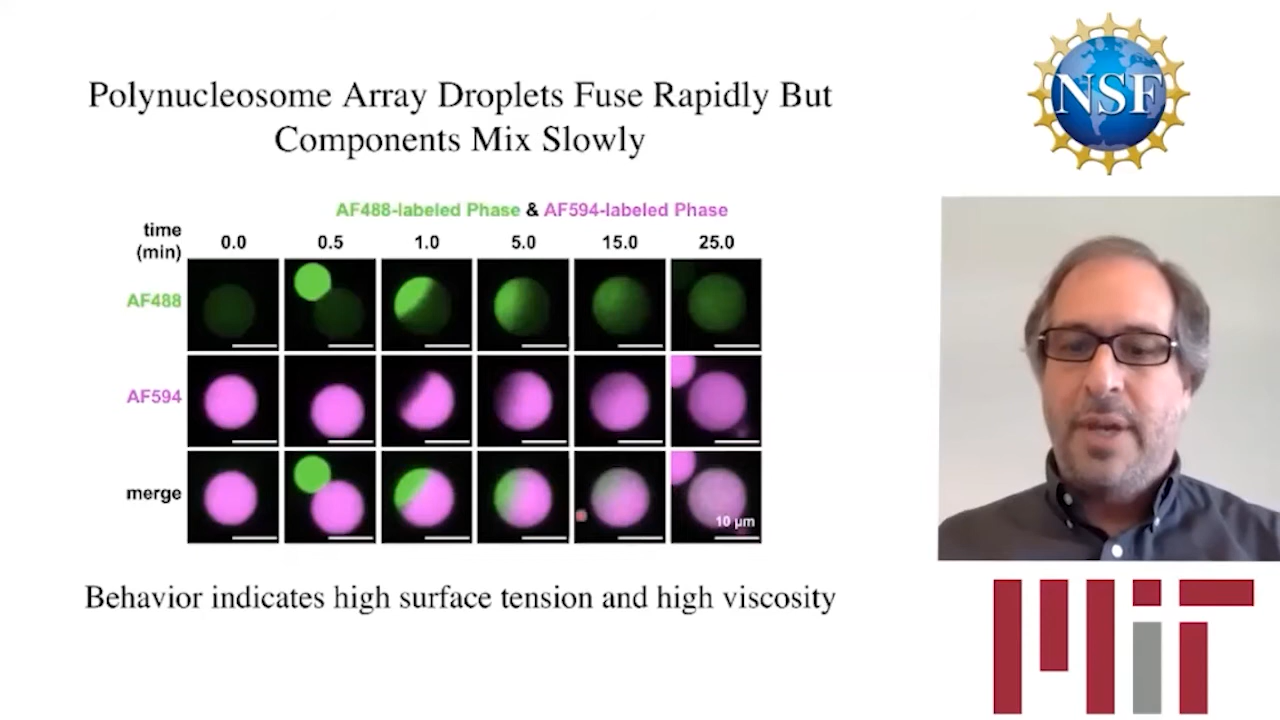 Polynucleosome Array Droplets Fuse Rapidly But
Components Mix Slowly
NSF
AF488-labeled Phase & AF594-labeled Phase
time
(min)
0.0 0.5 1.0 5.0 15.0 25.0
AF488
AF594
merge
10 µm
Behavior indicates high surface tension and high viscosity
MIT